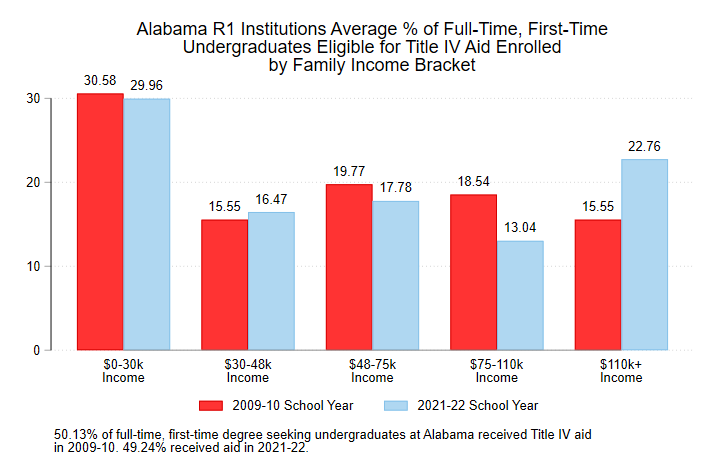 Alabama R1 Institutions Average % of Full-Time, First-Time
Undergraduates Eligible for Title IV Aid Enrolled
by Family Income Bracket
30
20
10
0
30.58
29.96
15.55
16.47
19.77
17.78
18.54
13.04
15.55
22.76
$0-30k
Income
$30-48k
Income
$48-75k
Income
$75-110k
Income
$110k+
Income
2009-10 School Year
2021-22 School Year
50.13% of full-time, first-time degree seeking undergraduates at Alabama received Title IV aid
in 2009-10. 49.24% received aid in 2021-22.